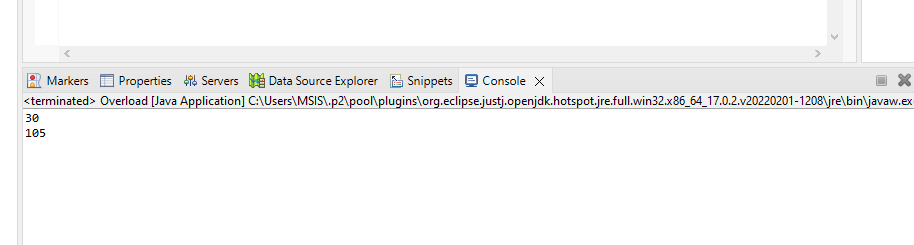 Markers Properties Servers Data Source Explorer Snippets Console
<terminated> Overload [Java Application] C:\Users\MSIS\.p2\pool\plugins\org.eclipse.justj.openjdk.hotspot.jre.full.win32.x86_64_17.0.2.v20220201-1208\jre\bin\javaw.ex
30
105